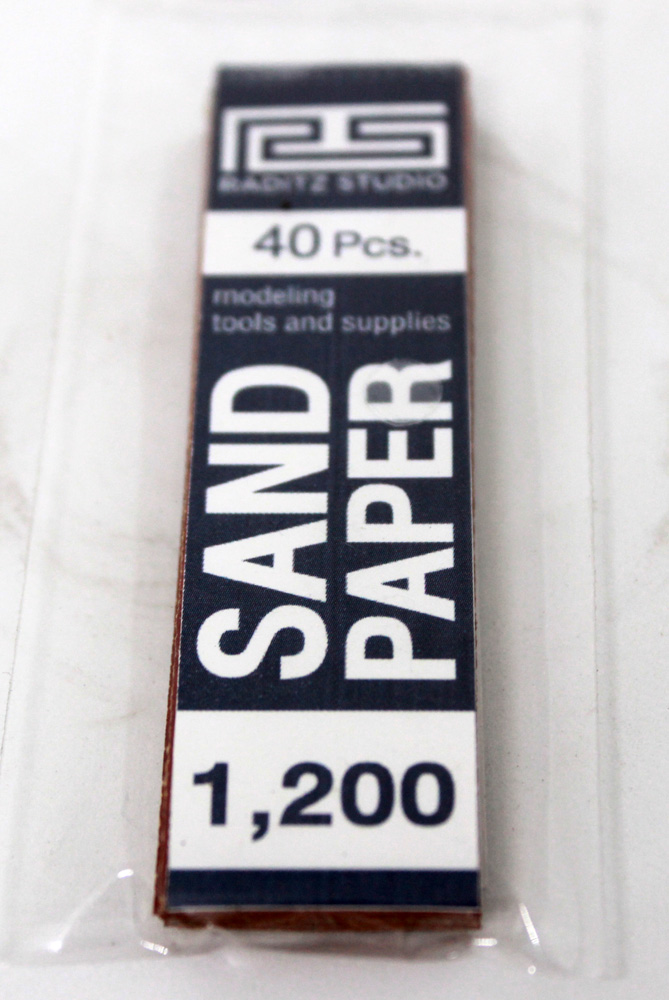 RADITZ STUDIO
40 Pcs.
modeling
tools and supplies
SAND
PAPER
1,200